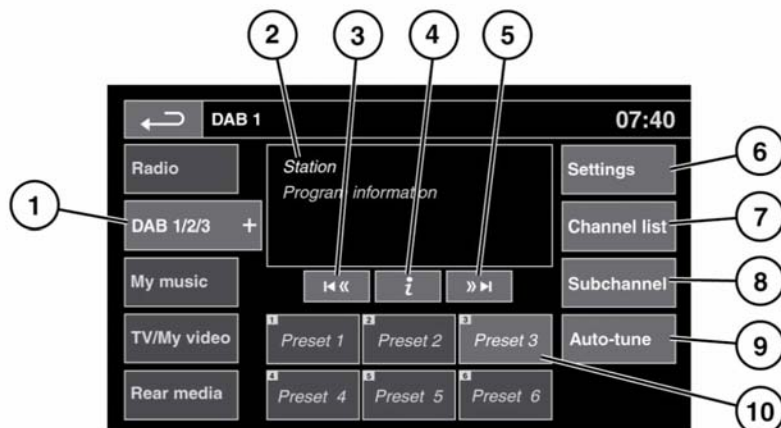 2
3
4
5
DAB 1
07:40
Radio
Station
Settings
6
Program information
1
DAB 1/2/3 +
Channel list
7
My music
i
Subchannel
8
TV/My video
1 Preset 1
2 Preset 2
3 Preset 3
Auto-tune
9
Rear media
4 Preset 4
5 Preset 5
6 Preset 6
10